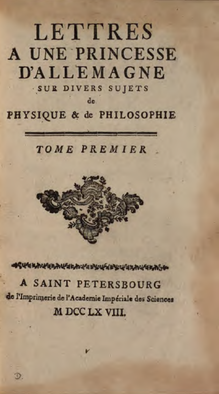 LETTRES
A UNE PRINCESSE
D'ALLEMAGNE
SUR DIVERS SUJETS
de
PHYSIQUE & de PHILOSOPHIE
TOME PREMIER
A SAINT PETERSBOURG
de l'Imprimerie de l'Academie Impériale des Sciences
M DCC LX VIII.